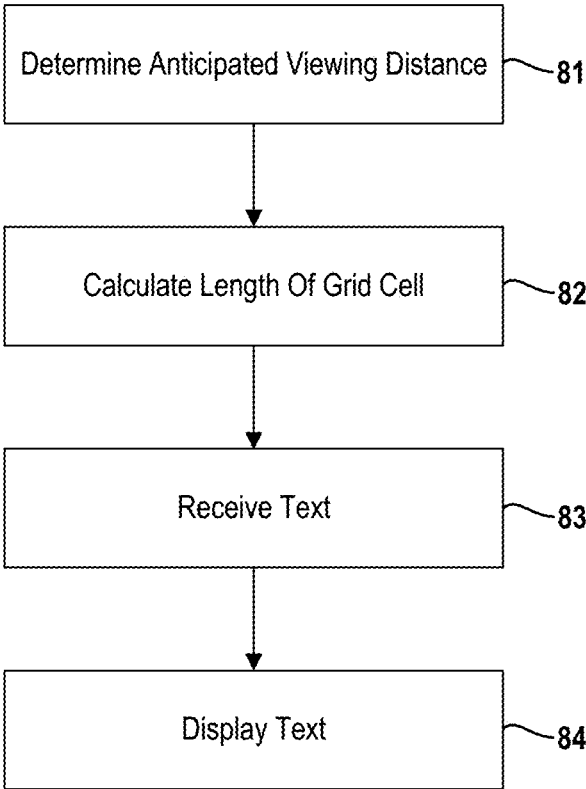 Determine Anticipated Viewing Distance
81
Calculate Length Of Grid Cell
82
Receive Text
83
Display Text
84